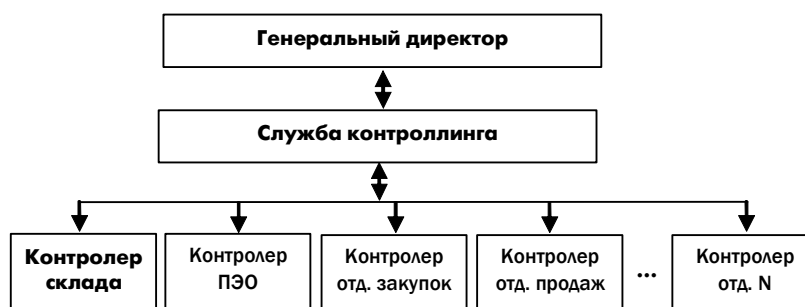 Генеральный директор
Служба контроллинга
Контролер
склада
Контролер
ПЭО
Контролер
отд. закупок
Контролер
отд. продаж
...
Контролер
отд. N